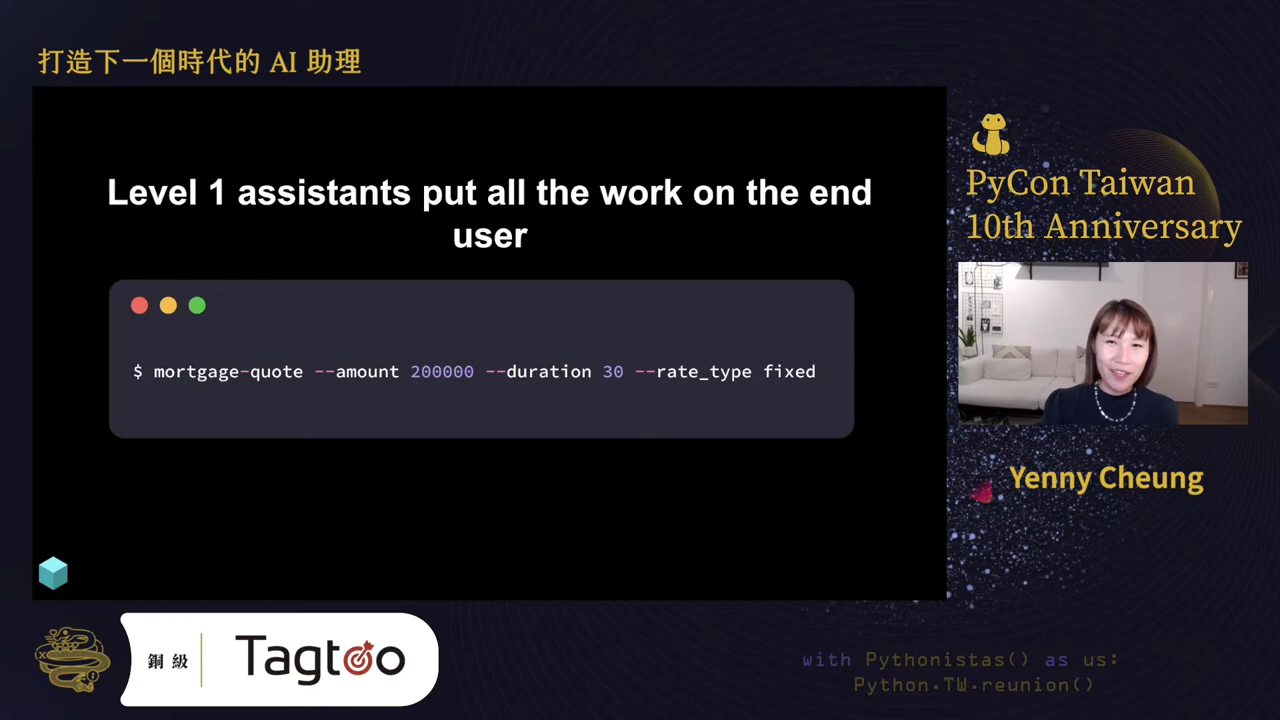 打造下一個時代的 AI 助理
Level 1 assistants put all the work on the end
user
$ mortgage-quote --amount 200000 --duration 30 --rate_type fixed
PyCon Taiwan
10th Anniversary
Yenny Cheung
銅級
Tagtoo
with Pythonistas() as us:
Python.TW.reunion()